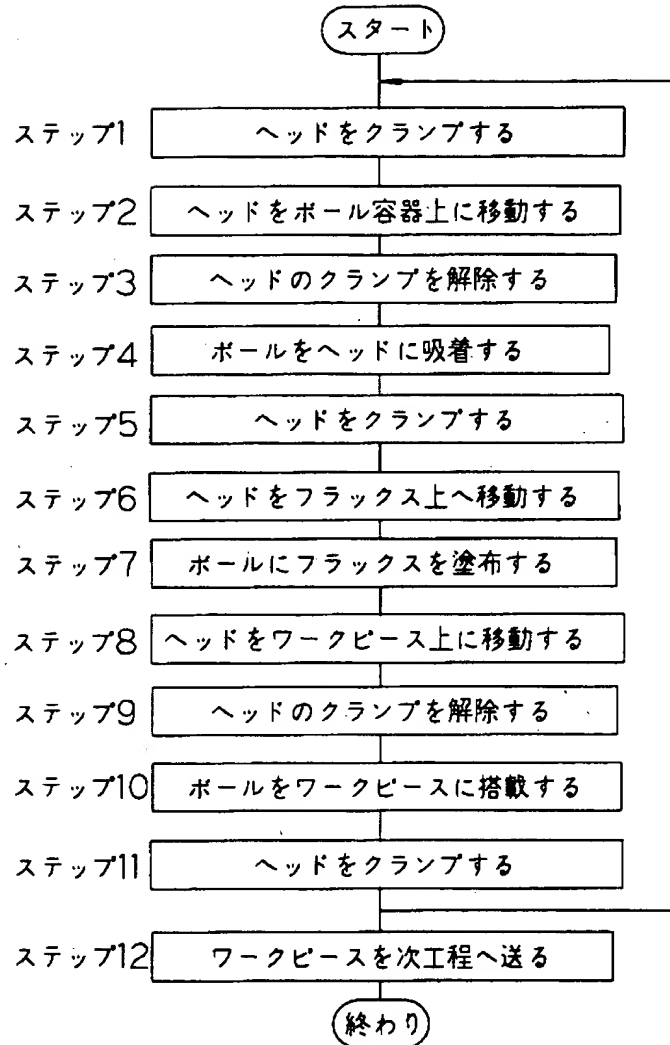 スタート
ステップ1 ヘッドをクランプする
ステップ2 ヘッドをボール容器上に移動する
ステップ3 ヘッドのクランプを解除する
ステップ4 ボールをヘッドに吸着する
ステップ5 ヘッドをクランプする
ステップ6 ヘッドをフラックス上へ移動する
ステップ7 ボールにフラックスを塗布する
ステップ8 ヘッドをワークピース上に移動する
ステップ9 ヘッドのクランプを解除する
ステップ10 ボールをワークピースに搭載する
ステップ11 ヘッドをクランプする
ステップ12 ワークピースを次工程へ送る
終わり